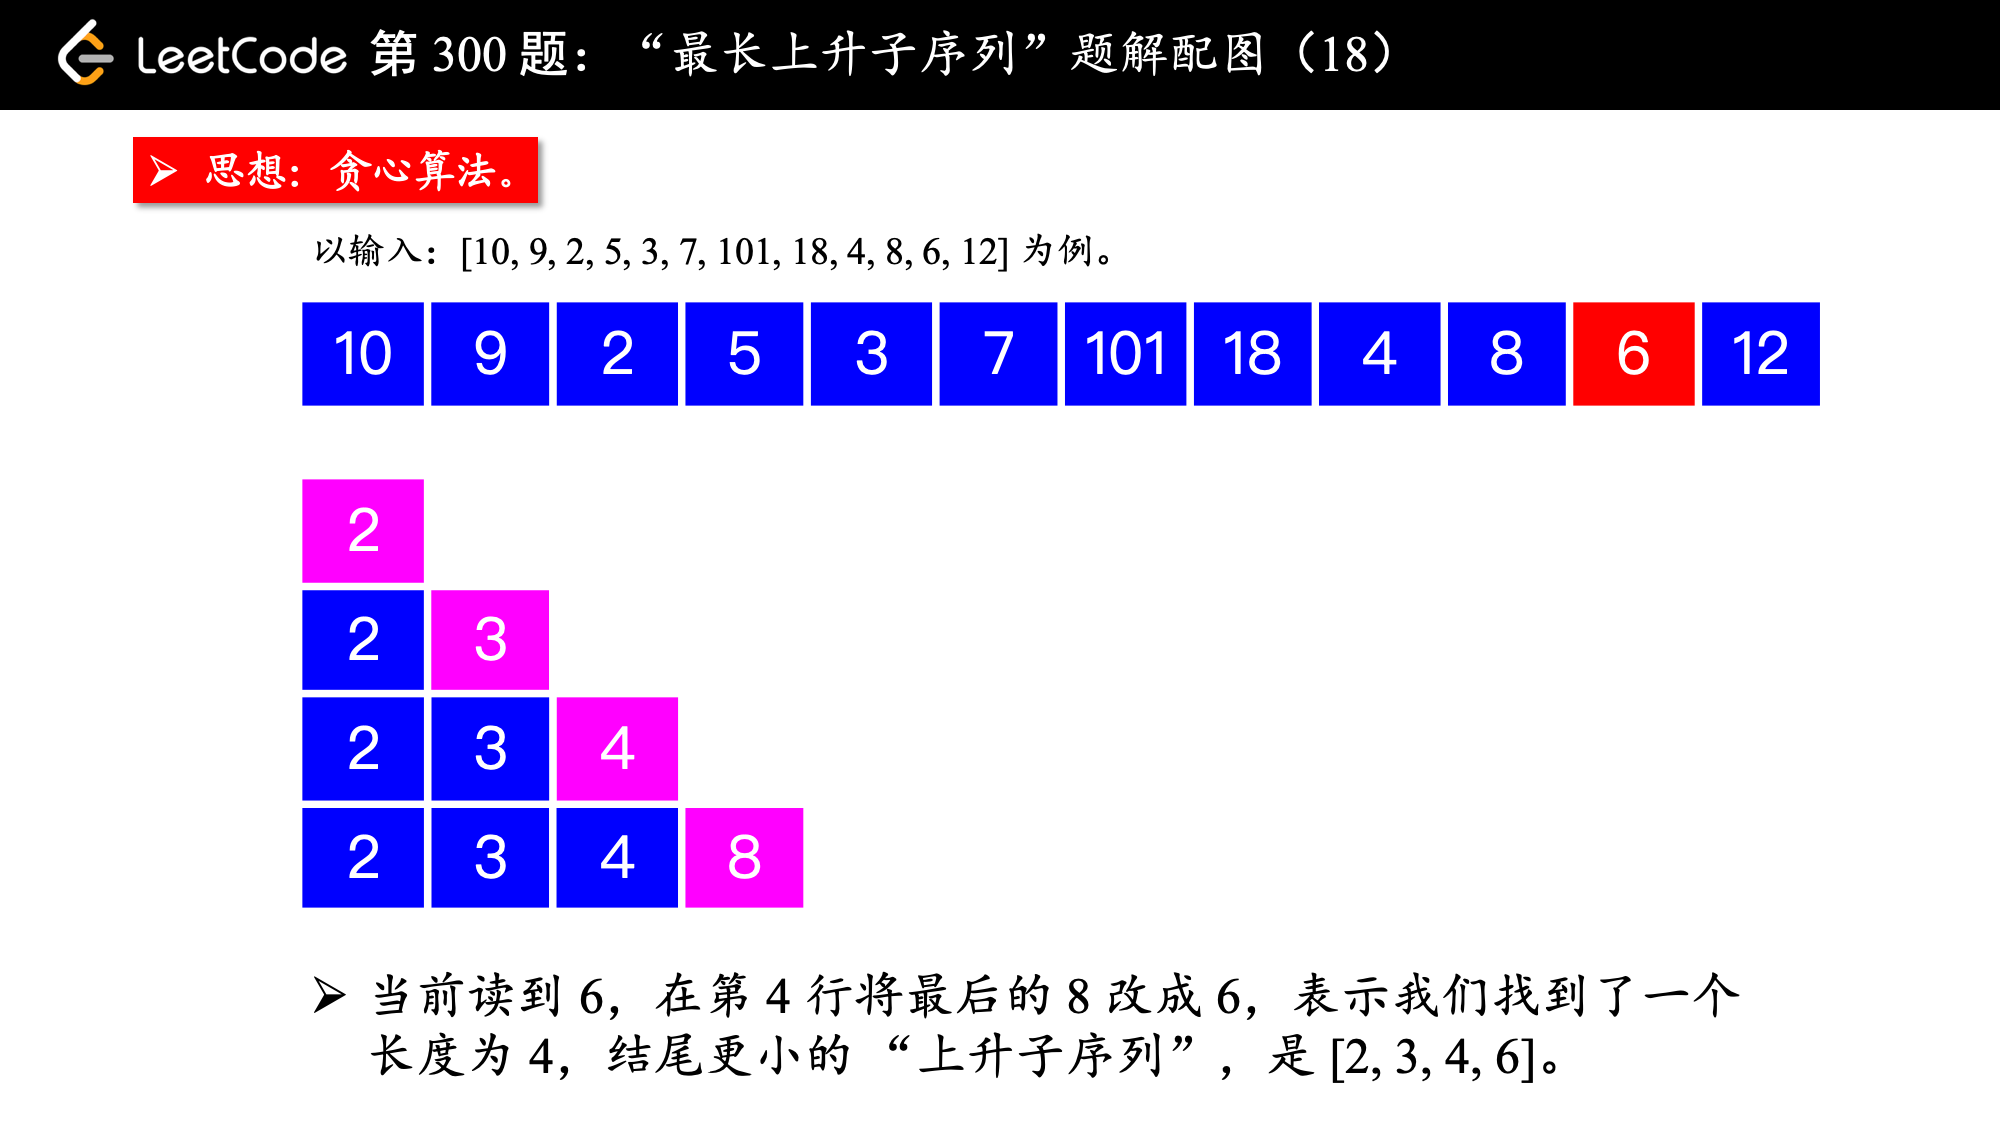 LeetCode 第 300 题：“最长上升子序列”题解配图（18）
➢ 思想：贪心算法。
以输入：[10, 9, 2, 5, 3, 7, 101, 18, 4, 8, 6, 12] 为例。
10 9 2 5 3 7 101 18 4 8 6 12
2
2 3
2 3 4
2 3 4 8
➢ 当前读到 6，在第 4 行将最后的 8 改成 6，表示我们找到了一个
长度为 4，结尾更小的 “上升子序列”，是 [2, 3, 4, 6]。